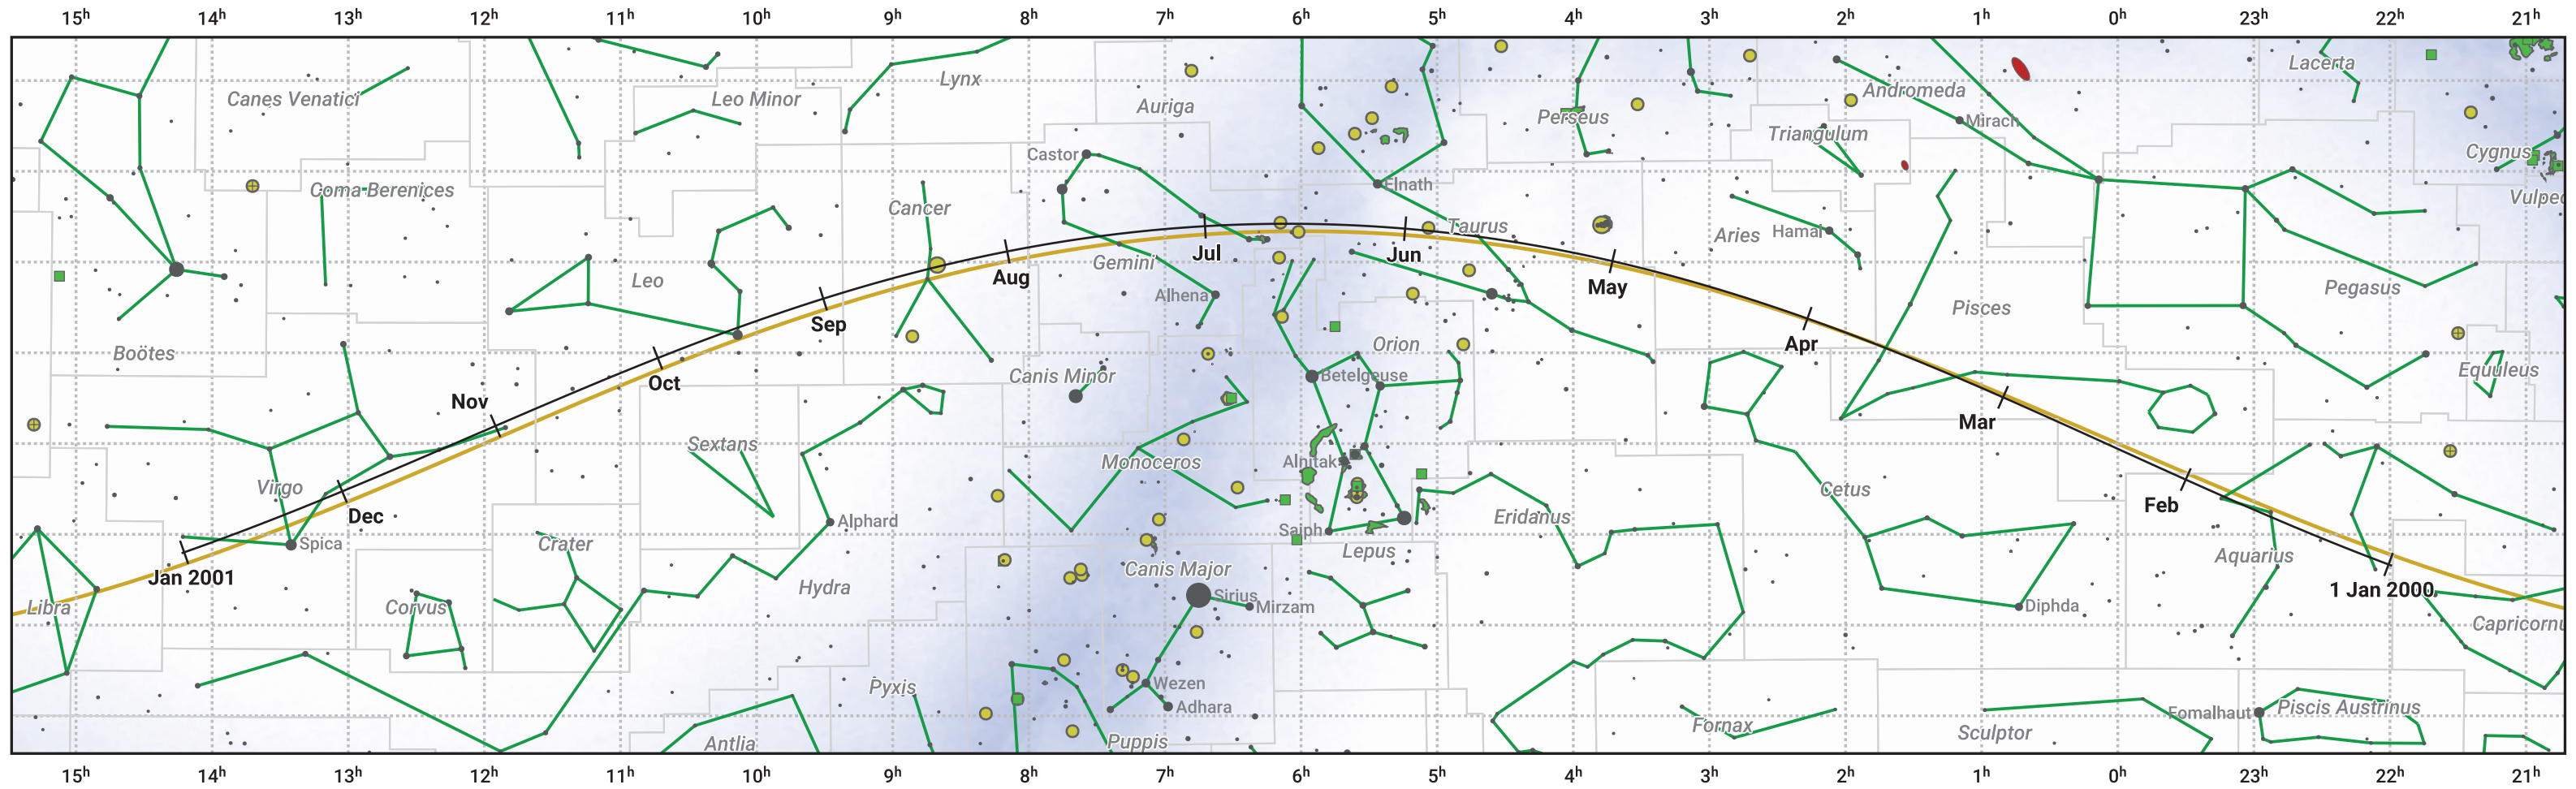 15ʰ 14ʰ 13ʰ 12ʰ 11ʰ 10ʰ 9ʰ 8ʰ 7ʰ 6ʰ 5ʰ 4ʰ 3ʰ 2ʰ 1ʰ 0ʰ 23ʰ 22ʰ 21ʰ
Lacerta
Lynx
Andromeda
Canes Venatici
Leo Minor
Auriga
Perseus
Mirach
Triangulum
Cygnus
Castor
Coma Berenices
Elnath
Vulpec
Cancer
Taurus
Aries
Hamal
Jul
Jun
Gemini
Aug
Leo
May
Pegasus
Alhena
Pisces
Sep
Apr
Orion
Boötes
Equuleus
Canis Minor
Betelgeuse
Oct
Nov
Mar
Sextans
Monoceros
Alnitak
Virgo
Cetus
Feb
Dec
Alphard
Eridanus
Saiph
Spica
Crater
Lepus
Aquarius
Canis Major
Jan 2001
Hydra
1 Jan 2000
Sirius
Mirzam
Libra
Corvus
Diphda
Capricornu
Wezen
Pyxis
Adhara
Piscis Austrinus
Fomalhaut
Fornax
Sculptor
Antlia
Puppis
15ʰ 14ʰ 13ʰ 12ʰ 11ʰ 10ʰ 9ʰ 8ʰ 7ʰ 6ʰ 5ʰ 4ʰ 3ʰ 2ʰ 1ʰ 0ʰ 23ʰ 22ʰ 21ʰ